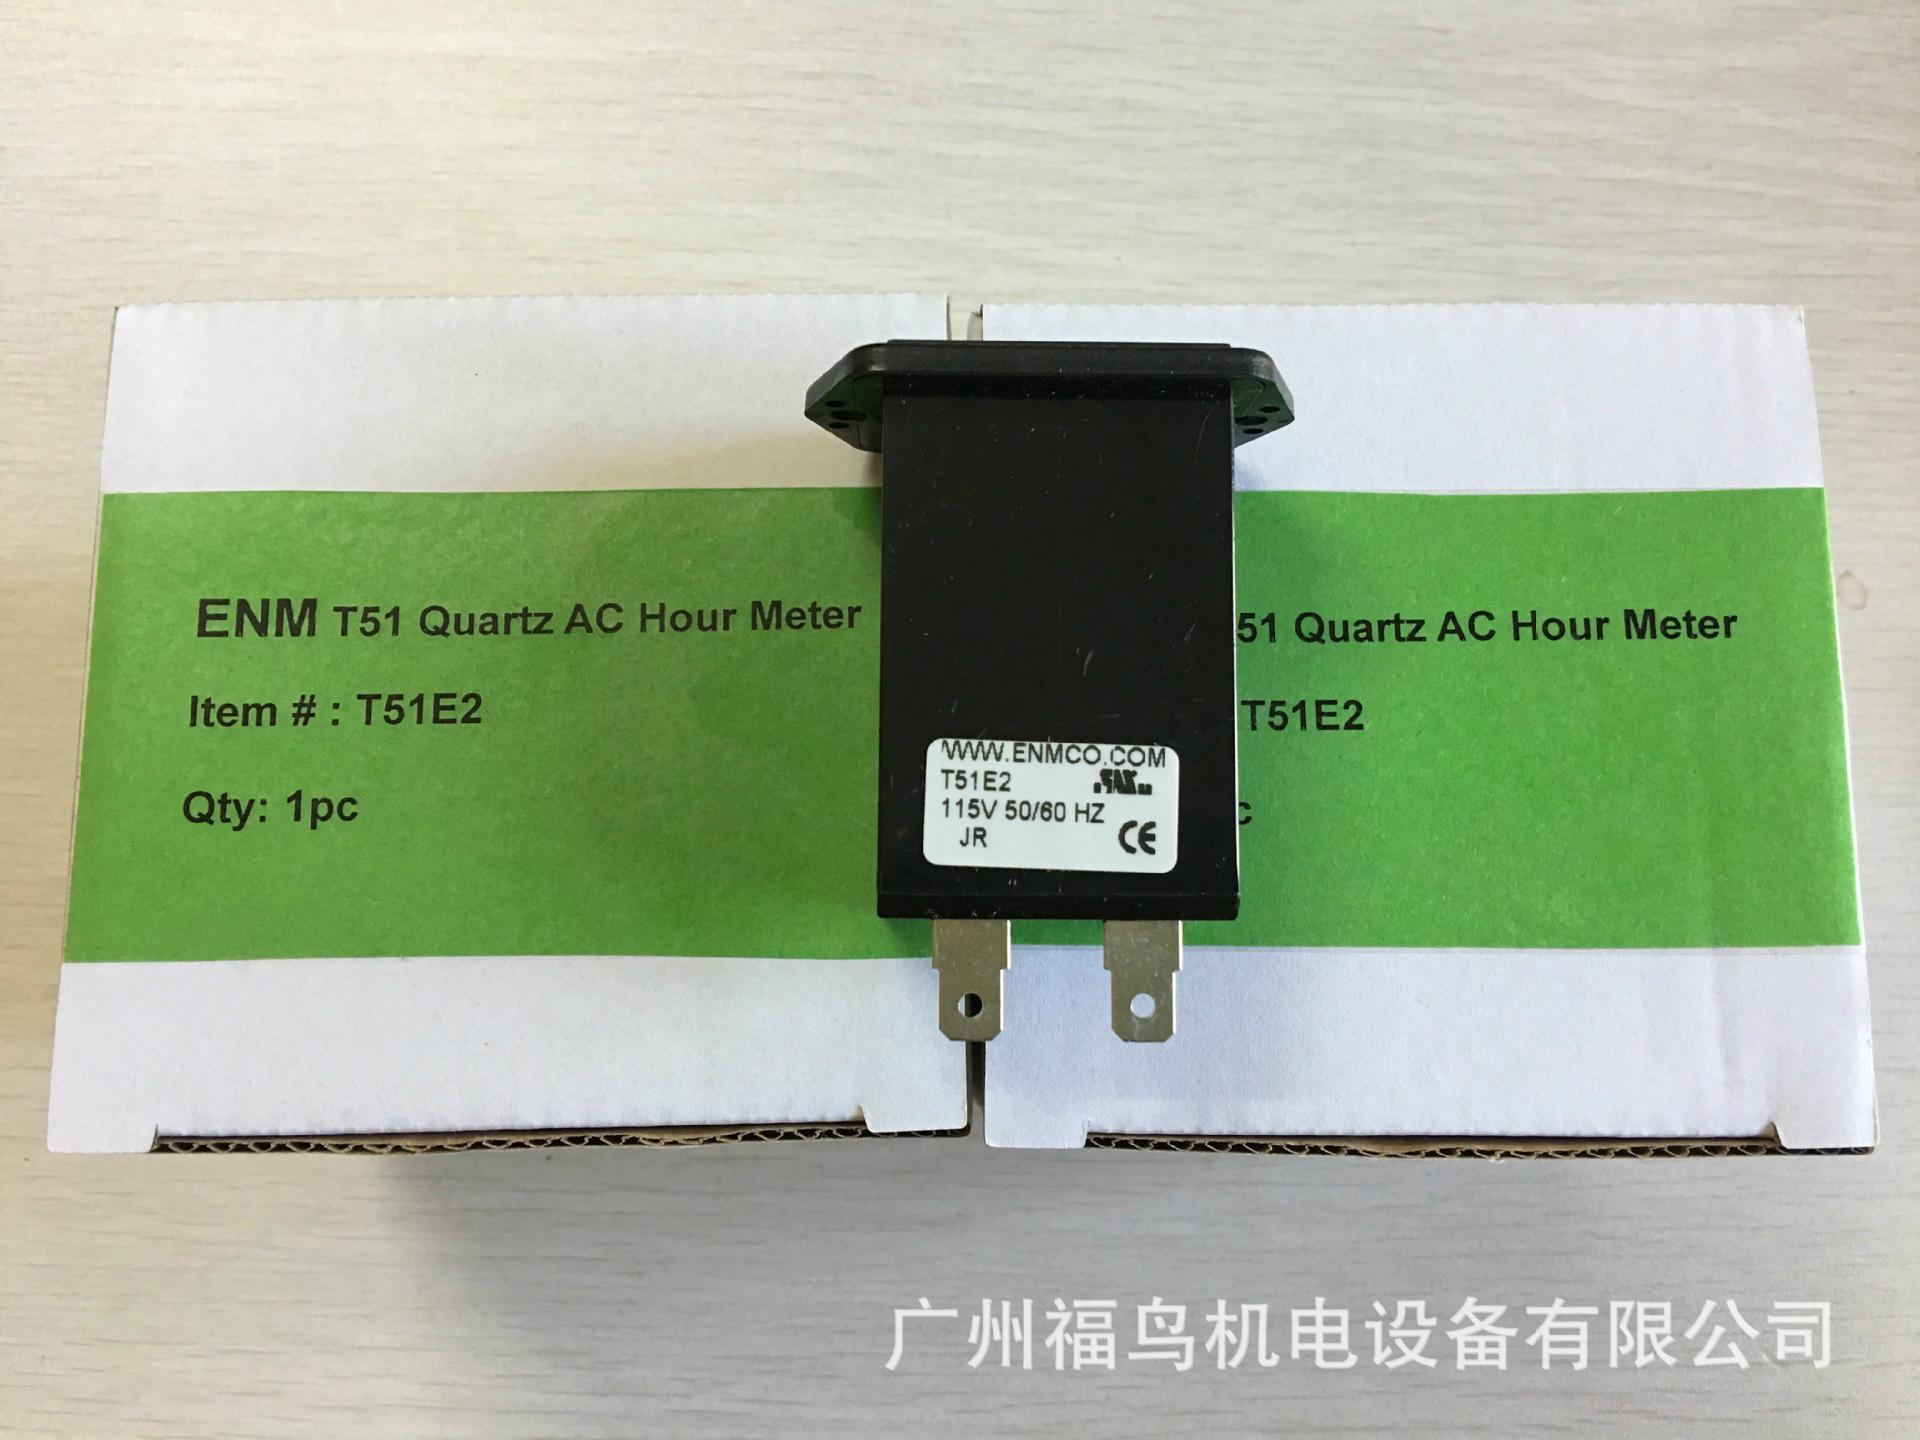 ENM T51 Quartz AC Hour Meter
Item # : T51E2
Qty: 1pc
51 Quartz AC Hour Meter
T51E2
WWW.ENMCO.COM
T51E2
115V 50/60 HZ
JR
CE
广州福鸟机电设备有限公司